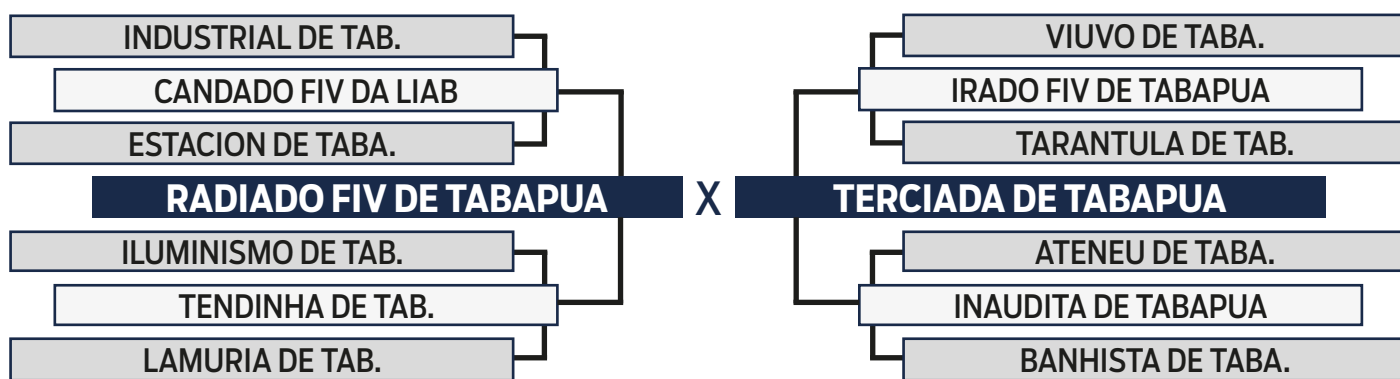 INDUSTRIAL DE TAB.
CANDADO FIV DA LIAB
ESTACION DE TABA.
RADIADO FIV DE TABAPUA
ILUMINISMO DE TAB.
TENDINHA DE TAB.
LAMURIA DE TAB.
X
VIUVO DE TABA.
IRADO FIV DE TABAPUA
TARANTULA DE TAB.
TERCIADA DE TABAPUA
ATENEU DE TABA.
INAUDITA DE TABAPUA
BANHISTA DE TABA.